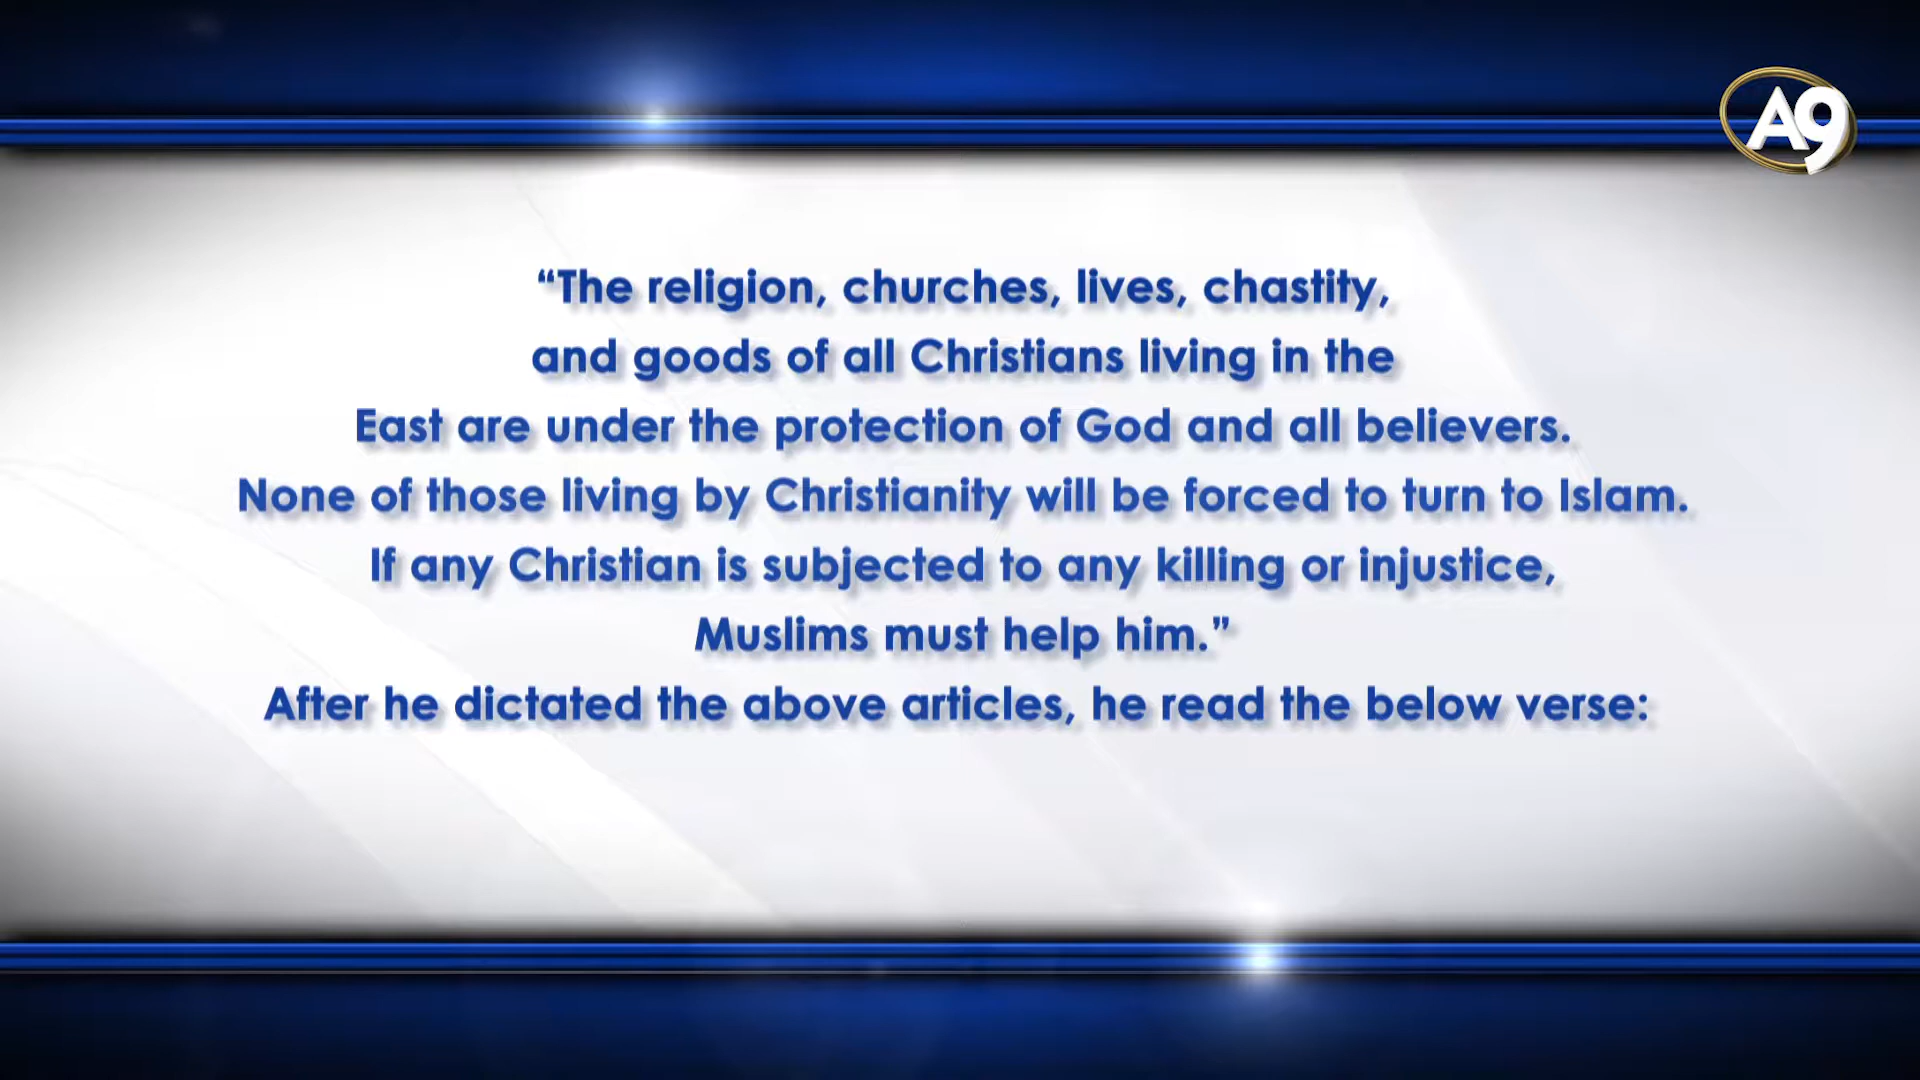 A9
“The religion, churches, lives, chastity,
and goods of all Christians living in the
East are under the protection of God and all believers.
None of those living by Christianity will be forced to turn to Islam.
If any Christian is subjected to any killing or injustice,
Muslims must help him.”
After he dictated the above articles, he read the below verse: